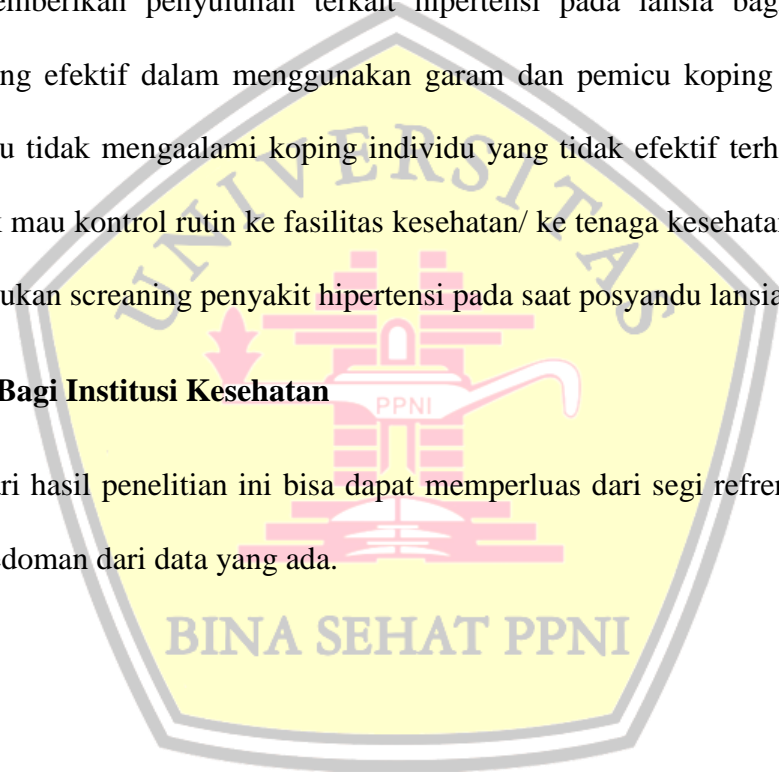 emberikan penyuluhan terkait hipertensi pada lansia bag
ng efektif dalam menggunakan garam dan pemicu koping
u tidak mengaalami koping individu yang tidak efektif terh
k mau kontrol rutin ke fasilitas kesehatan/ ke tenaga kesehatan
ukan screaning penyakit hipertensi pada saat posyandu lansia
Bagi Institusi Kesehatan
ri hasil penelitian ini bisa dapat memperluas dari segi refren
doman dari data yang ada.
UNIVERSITAS
PPNI
BINA SEHAT PPNI